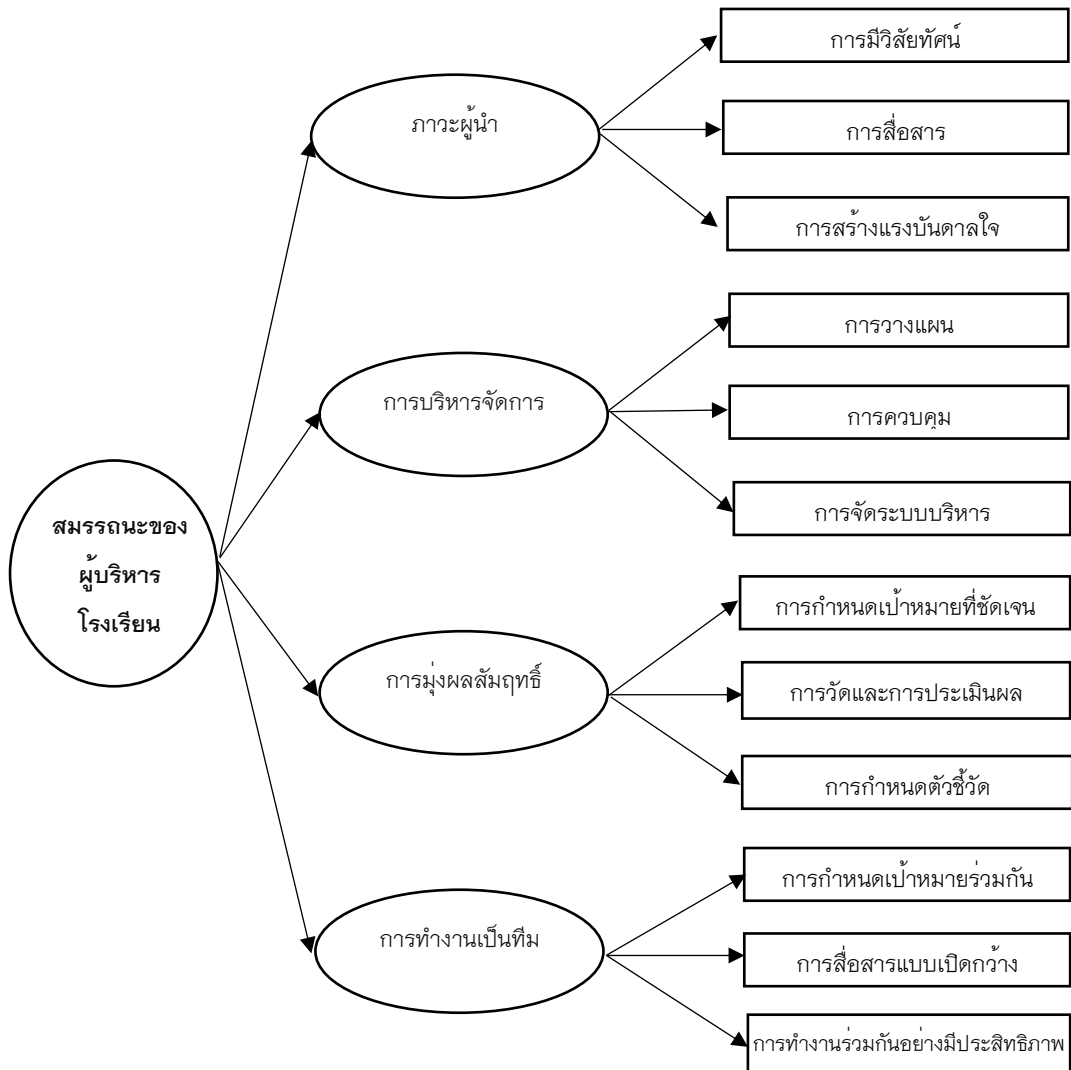 การมีวิสัยทัศน์
ภาวะผู้นำ
การสื่อสาร
การสร้างแรงบันดาลใจ
การวางแผน
การบริหารจัดการ
การควบคุม
การจัดระบบบริหาร
สมรรถนะของ
ผู้บริหาร
โรงเรียน
การกำหนดเป้าหมายที่ชัดเจน
การมุ่งผลสัมฤทธิ์
การวัดและการประเมินผล
การกำหนดตัวชี้วัด
การกำหนดเป้าหมายร่วมกัน
การทำงานเป็นทีม
การสื่อสารแบบเปิดกว้าง
การทำงานร่วมกันอย่างมีประสิทธิภาพ